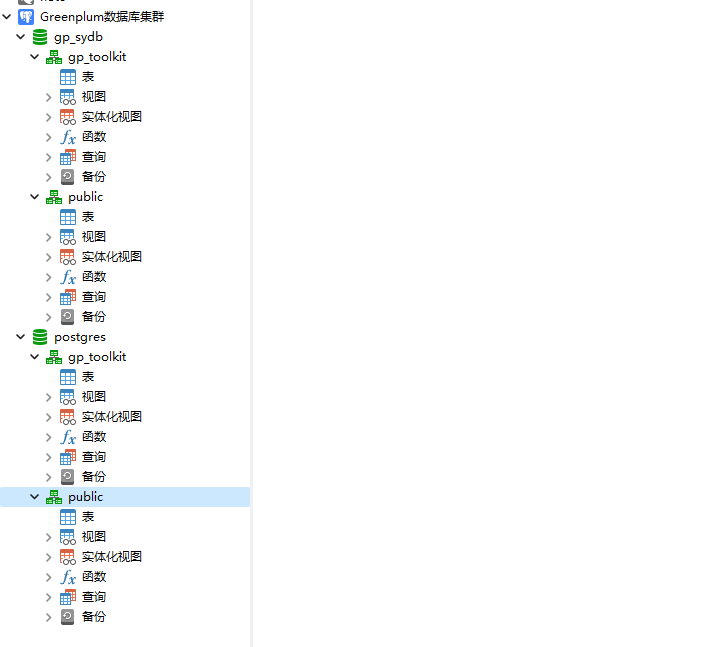 Greenplum数据库集群
gp_sydb
gp_toolkit
表
视图
实体化视图
函数
查询
备份
public
表
视图
实体化视图
函数
查询
备份
postgres
gp_toolkit
表
视图
实体化视图
函数
查询
备份
public
表
视图
实体化视图
函数
查询
备份